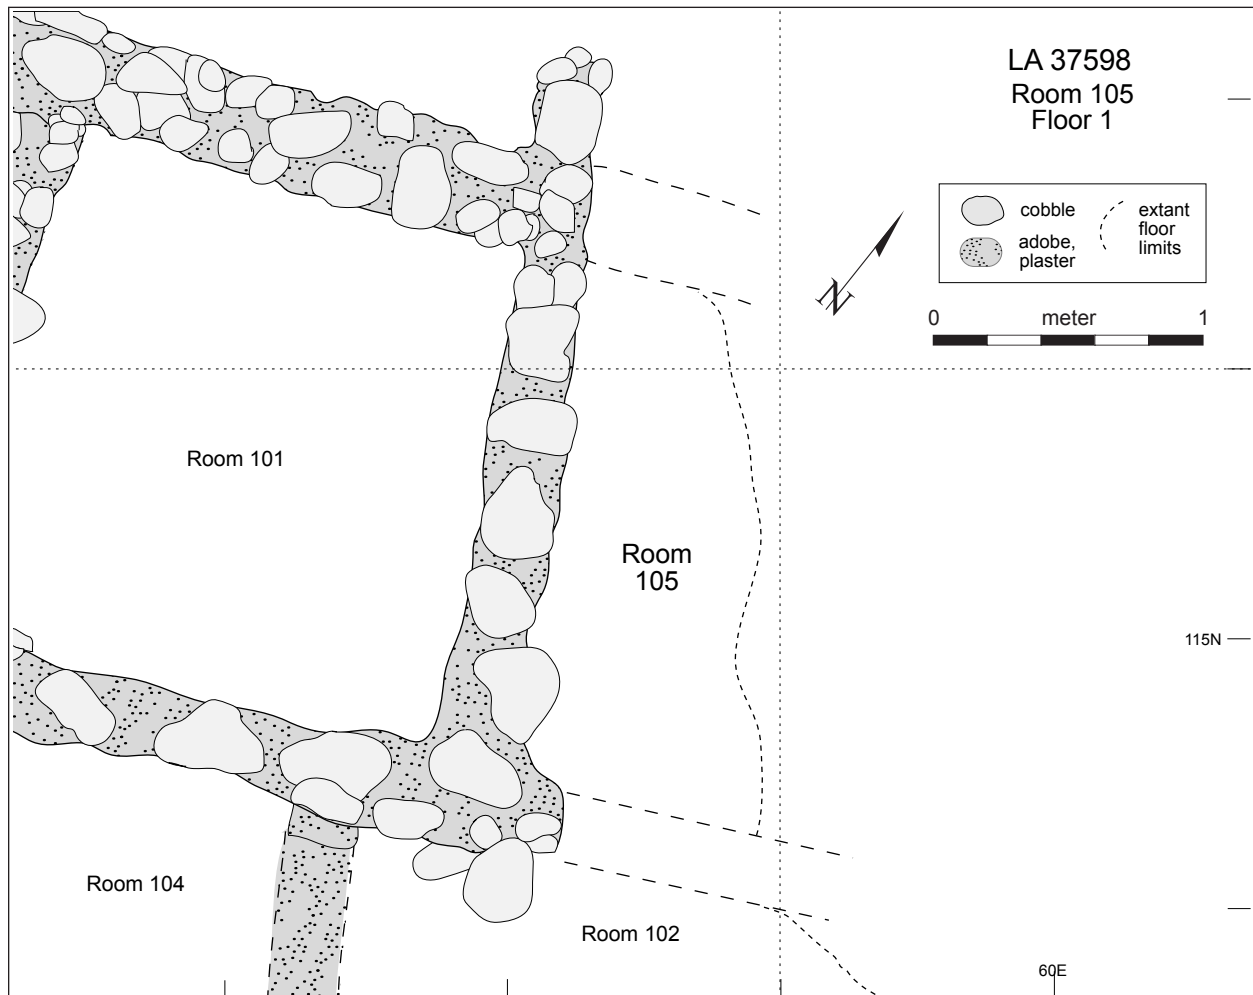 LA 37598
Room 105
Floor 1
cobble
adobe,
plaster
extant
floor
limits
N
0 meter 1
Room 101
Room
105
115N
Room 104
Room 102
60E